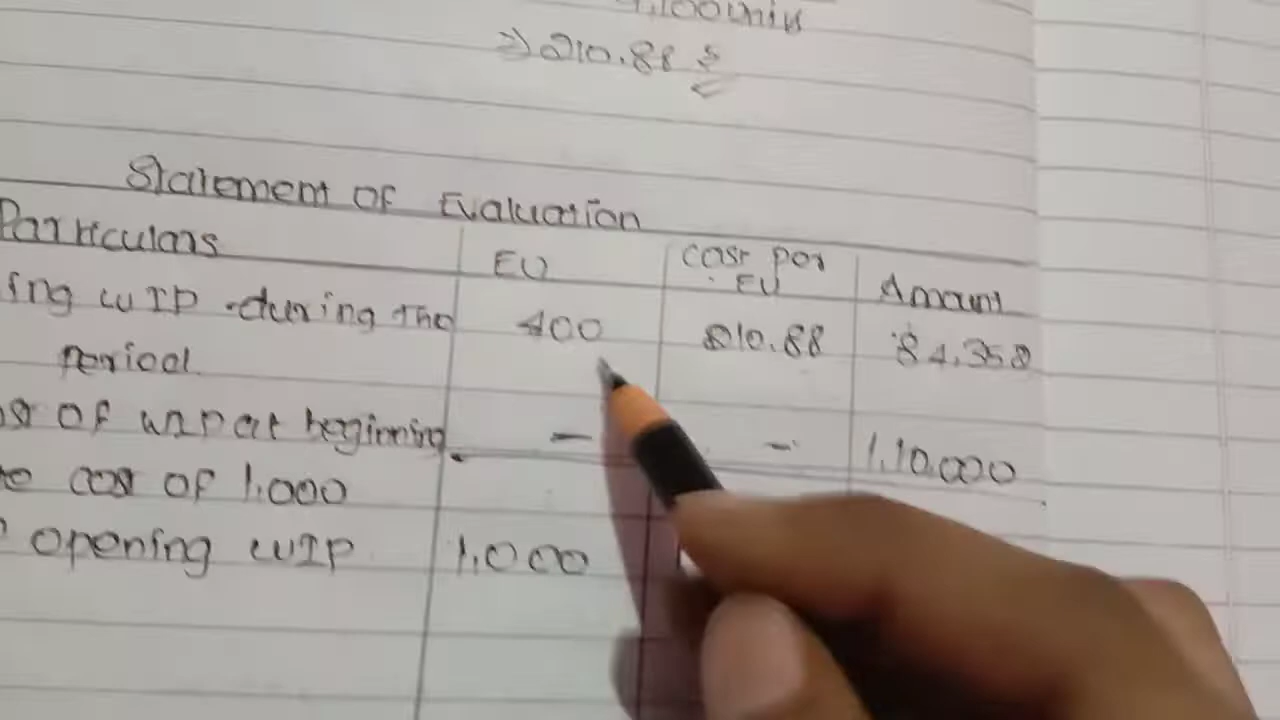 ⇒ 210.88 $
Statement of Evaluation
Particulars EU Cost per EU Amount
ing WIP during the period 400 210.88 84,352
of WIP at beginning — — 1,10,000
cost of 1,000
opening WIP 1,000